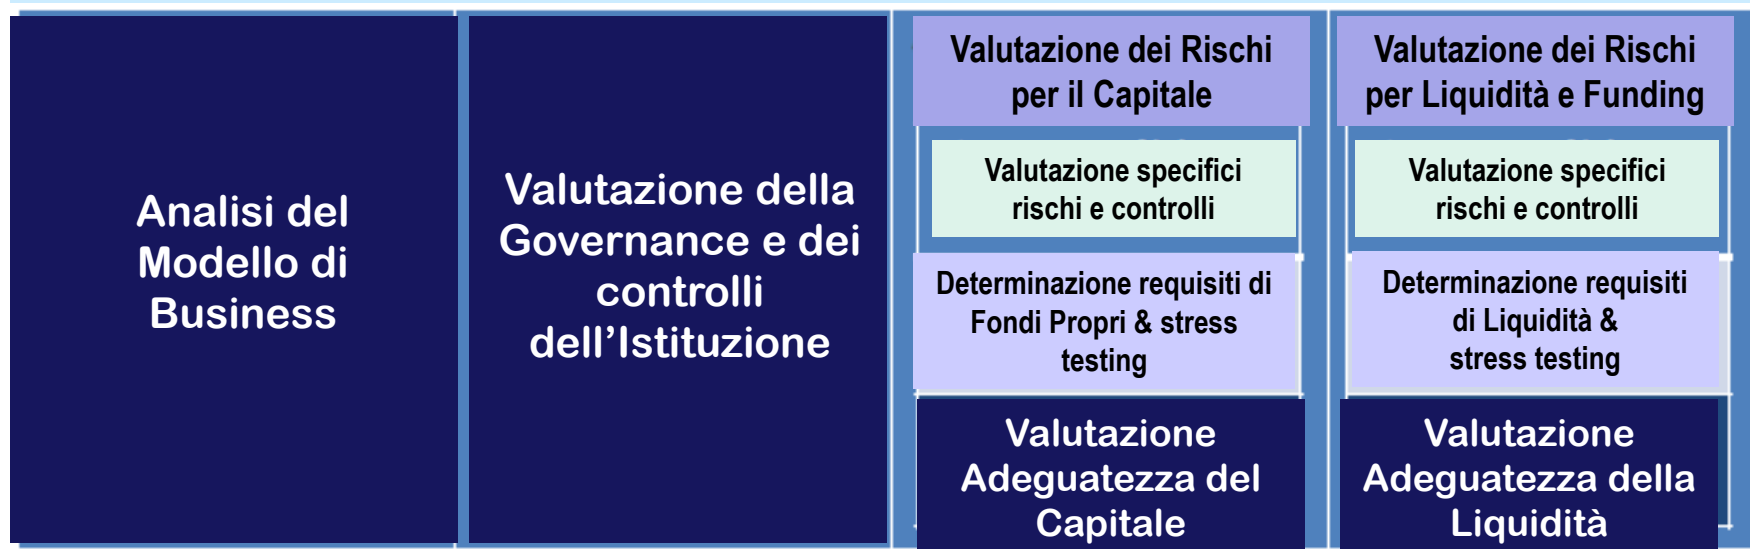 Analisi del
Modello di
Business
Valutazione della
Governance e dei
controlli
dell’Istituzione
Valutazione dei Rischi
per il Capitale
Valutazione specifici
rischi e controlli
Determinazione requisiti di
Fondi Propri & stress
testing
Valutazione
Adeguatezza del
Capitale
Valutazione dei Rischi
per Liquidità e Funding
Valutazione specifici
rischi e controlli
Determinazione requisiti
di Liquidità &
stress testing
Valutazione
Adeguatezza della
Liquidità